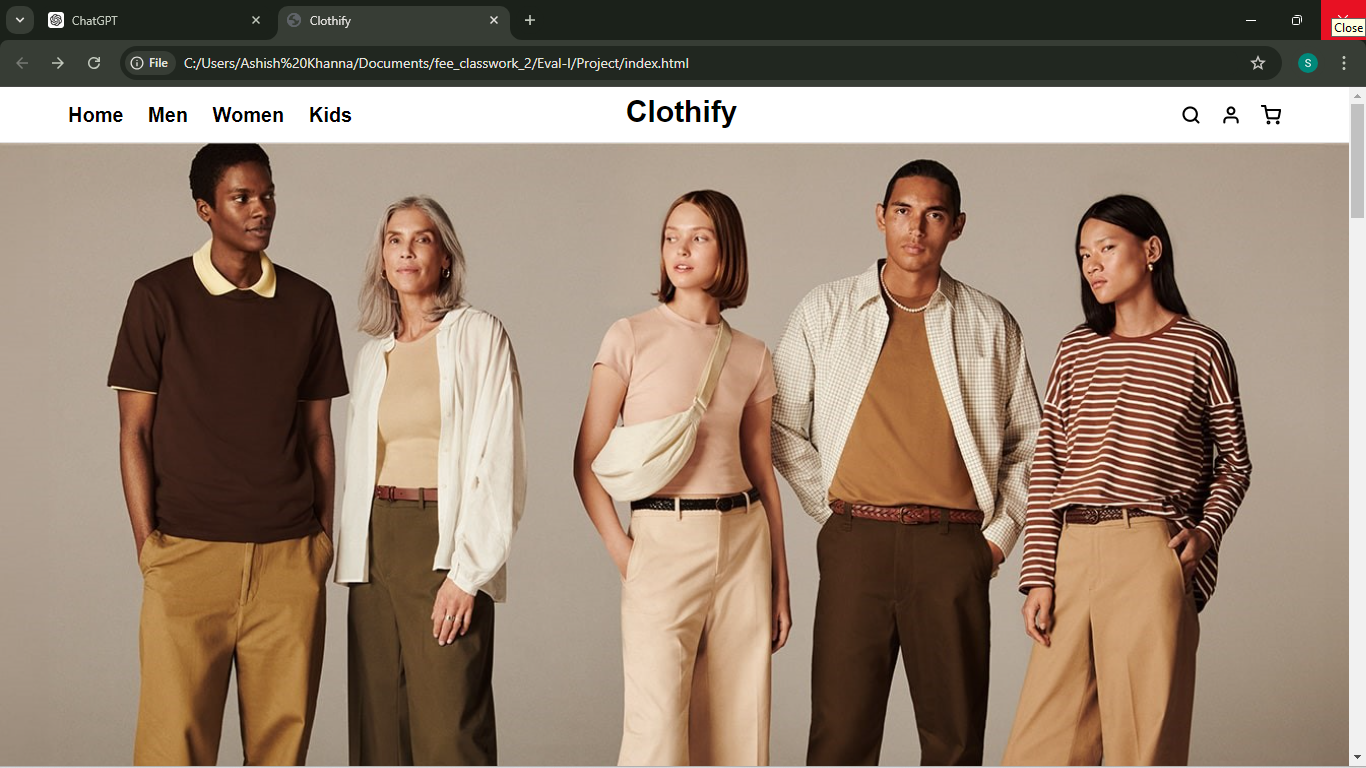 ChatGPT
Clothify
Close
File
C:/Users/Ashish%20Khanna/Documents/fee_classwork_2/Eval-I/Project/index.html
S
Home Men Women Kids
Clothify